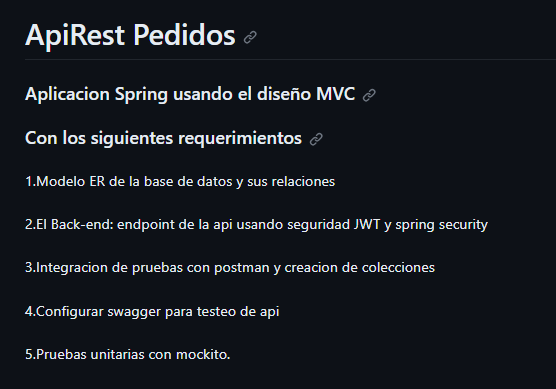 ApiRest Pedidos
Aplicacion Spring usando el diseño MVC
Con los siguientes requerimientos
1.Modelo ER de la base de datos y sus relaciones
2.El Back-end: endpoint de la api usando seguridad JWT y spring security
3.Integracion de pruebas con postman y creacion de colecciones
4.Configurar swagger para testeo de api
5.Pruebas unitarias con mockito.